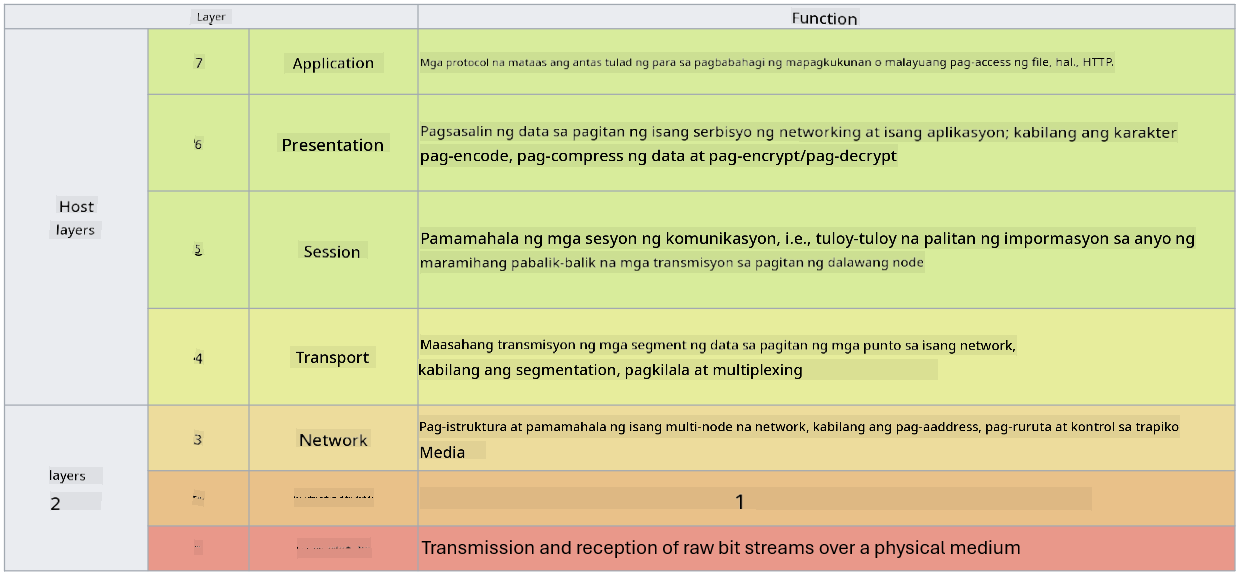 Layer
Function
Host
layers
7
Application
Mga protocol na mataas ang antas tulad ng para sa pagbabahagi ng mapagkukunan o malayuang pag-access ng file, hal., HTTP.
6
Presentation
Pagsasalin ng data sa pagitan ng isang serbisyo ng networking at isang aplikasyon; kabilang ang karakter
pag-encode, pag-compress ng data at pag-encrypt/pag-decrypt
5
Session
Pamamahala ng mga sesyon ng komunikasyon, i.e., tuloy-tuloy na palitan ng impormasyon sa anyo ng
maramihang pabalik-balik na mga transmisyon sa pagitan ng dalawang node
4
Transport
Maasahang transmisyon ng mga segment ng data sa pagitan ng mga punto sa isang network,
kabilang ang segmentation, pagkilala at multiplexing
layers
2
3
Network
Pag-istruktura at pamamahala ng isang multi-node na network, kabilang ang pag-aaddress, pag-ruruta at kontrol sa trapiko
Media
1
Transmission and reception of raw bit streams over a physical medium